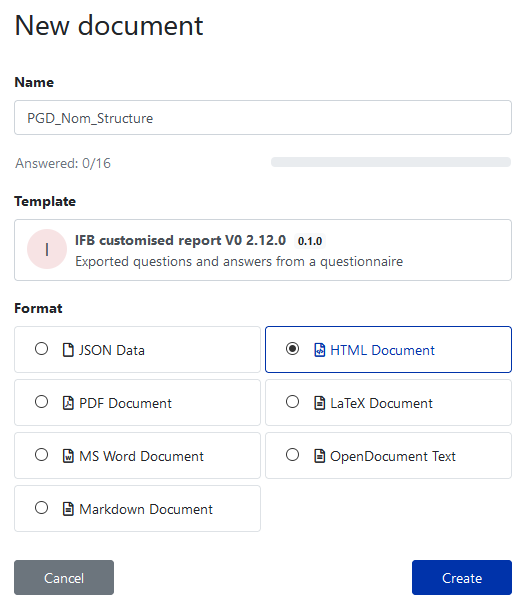 New document
Name
PGD_Nom_Structure
Answered: 0/16
Template
I
IFB customised report V0 2.12.0 0.1.0
Exported questions and answers from a questionnaire
Format
JSON Data
HTML Document
PDF Document
LaTeX Document
MS Word Document
OpenDocument Text
Markdown Document
Cancel
Create